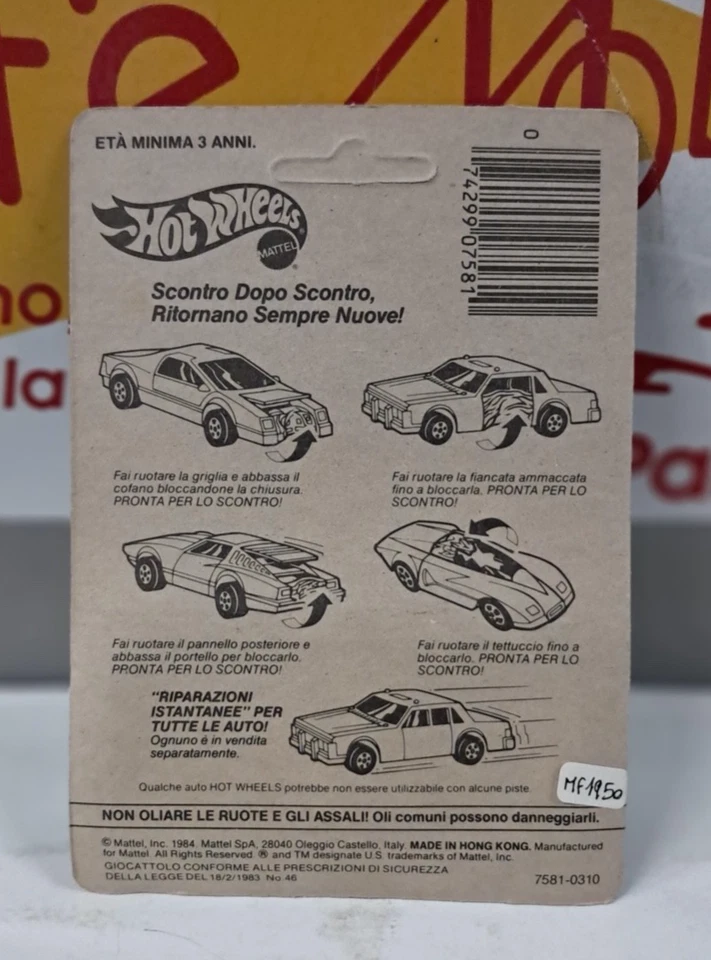 ETÀ MINIMA 3 ANNI.
0
74299 07581
HOT WHEELS
MATTEL
®
Scontro Dopo Scontro,
Ritornano Sempre Nuove!
Fai ruotare la griglia e abbassa il
cofano bloccandone la chiusura.
PRONTA PER LO SCONTRO!
Fai ruotare la fiancata ammaccata
fino a bloccarla. PRONTA PER LO
SCONTRO!
Fai ruotare il pannello posteriore e
abbassa il portello per bloccarlo.
PRONTA PER LO SCONTRO!
Fai ruotare il tettuccio fino a
bloccarlo. PRONTA PER LO
SCONTRO!
"RIPARAZIONI
ISTANTANEE" PER
TUTTE LE AUTO!
Ognuno é in vendita
separatamente.
MF1950
Qualche auto HOT WHEELS potrebbe non essere utilizzabile con alcune piste.
NON OLIARE LE RUOTE E GLI ASSALI! Oli comuni possono danneggiarli.
© Mattel, Inc. 1984. Mattel SpA, 28040 Oleggio Castello, Italy. MADE IN HONG KONG. Manufactured
for Mattel. All Rights Reserved. ® and TM designate U.S. trademarks of Mattel, Inc.
GIOCATTOLO CONFORME ALLE PRESCRIZIONI DI SICUREZZA
DELLA LEGGE DEL 18/2/1983 No 46
7581-0310
la